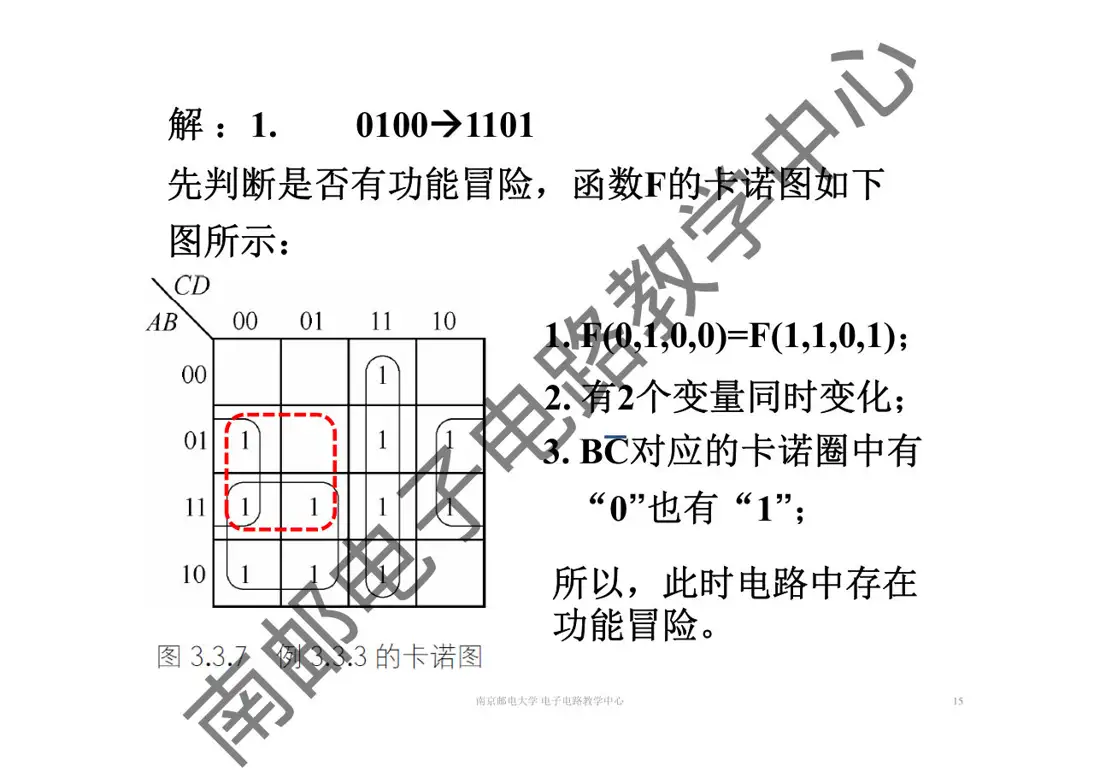 解：1. 0100→1101
先判断是否有功能冒险，函数F的卡诺图如下
图所示：
CD
AB 00 01 11 10
00 1
01 1 1 1
11 1 1 1 1
10 1 1 1
图 3.3.7 例 3.3.3 的卡诺图
1. F(0,1,0,0)=F(1,1,0,1)；
2. 有2个变量同时变化；
3. BC̅对应的卡诺圈中有
“0”也有“1”；
所以，此时电路中存在
功能冒险。
南京邮电大学 电子电路教学中心
15
南邮电子电路教学中心